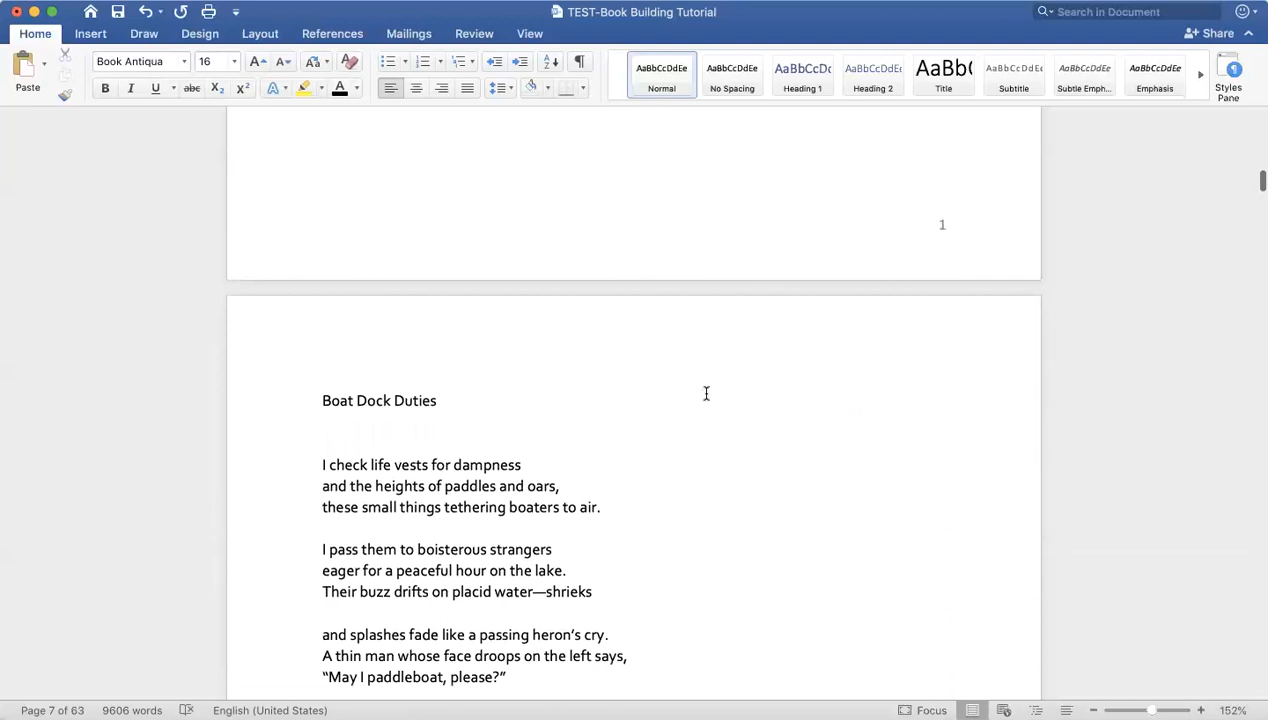 TEST-Book Building Tutorial
Search in Document
Home Insert Draw Design Layout References Mailings Review View
Share
Paste
Book Antiqua 16
AaBbCcDdEe Normal
AaBbCcDdEe No Spacing
AaBbCcDc Heading 1
AaBbCcDdEe Heading 2
AaBb( Title
AaBbCcDdEe Subtitle
AaBbCcDdEe Subtle Emph...
AaBbCcDdEe Emphasis
Styles Pane
1
Boat Dock Duties
I check life vests for dampness
and the heights of paddles and oars,
these small things tethering boaters to air.
I pass them to boisterous strangers
eager for a peaceful hour on the lake.
Their buzz drifts on placid water—shrieks
and splashes fade like a passing heron’s cry.
A thin man whose face droops on the left says,
“May I paddleboat, please?”
Page 7 of 63 9606 words English (United States) Focus 152%